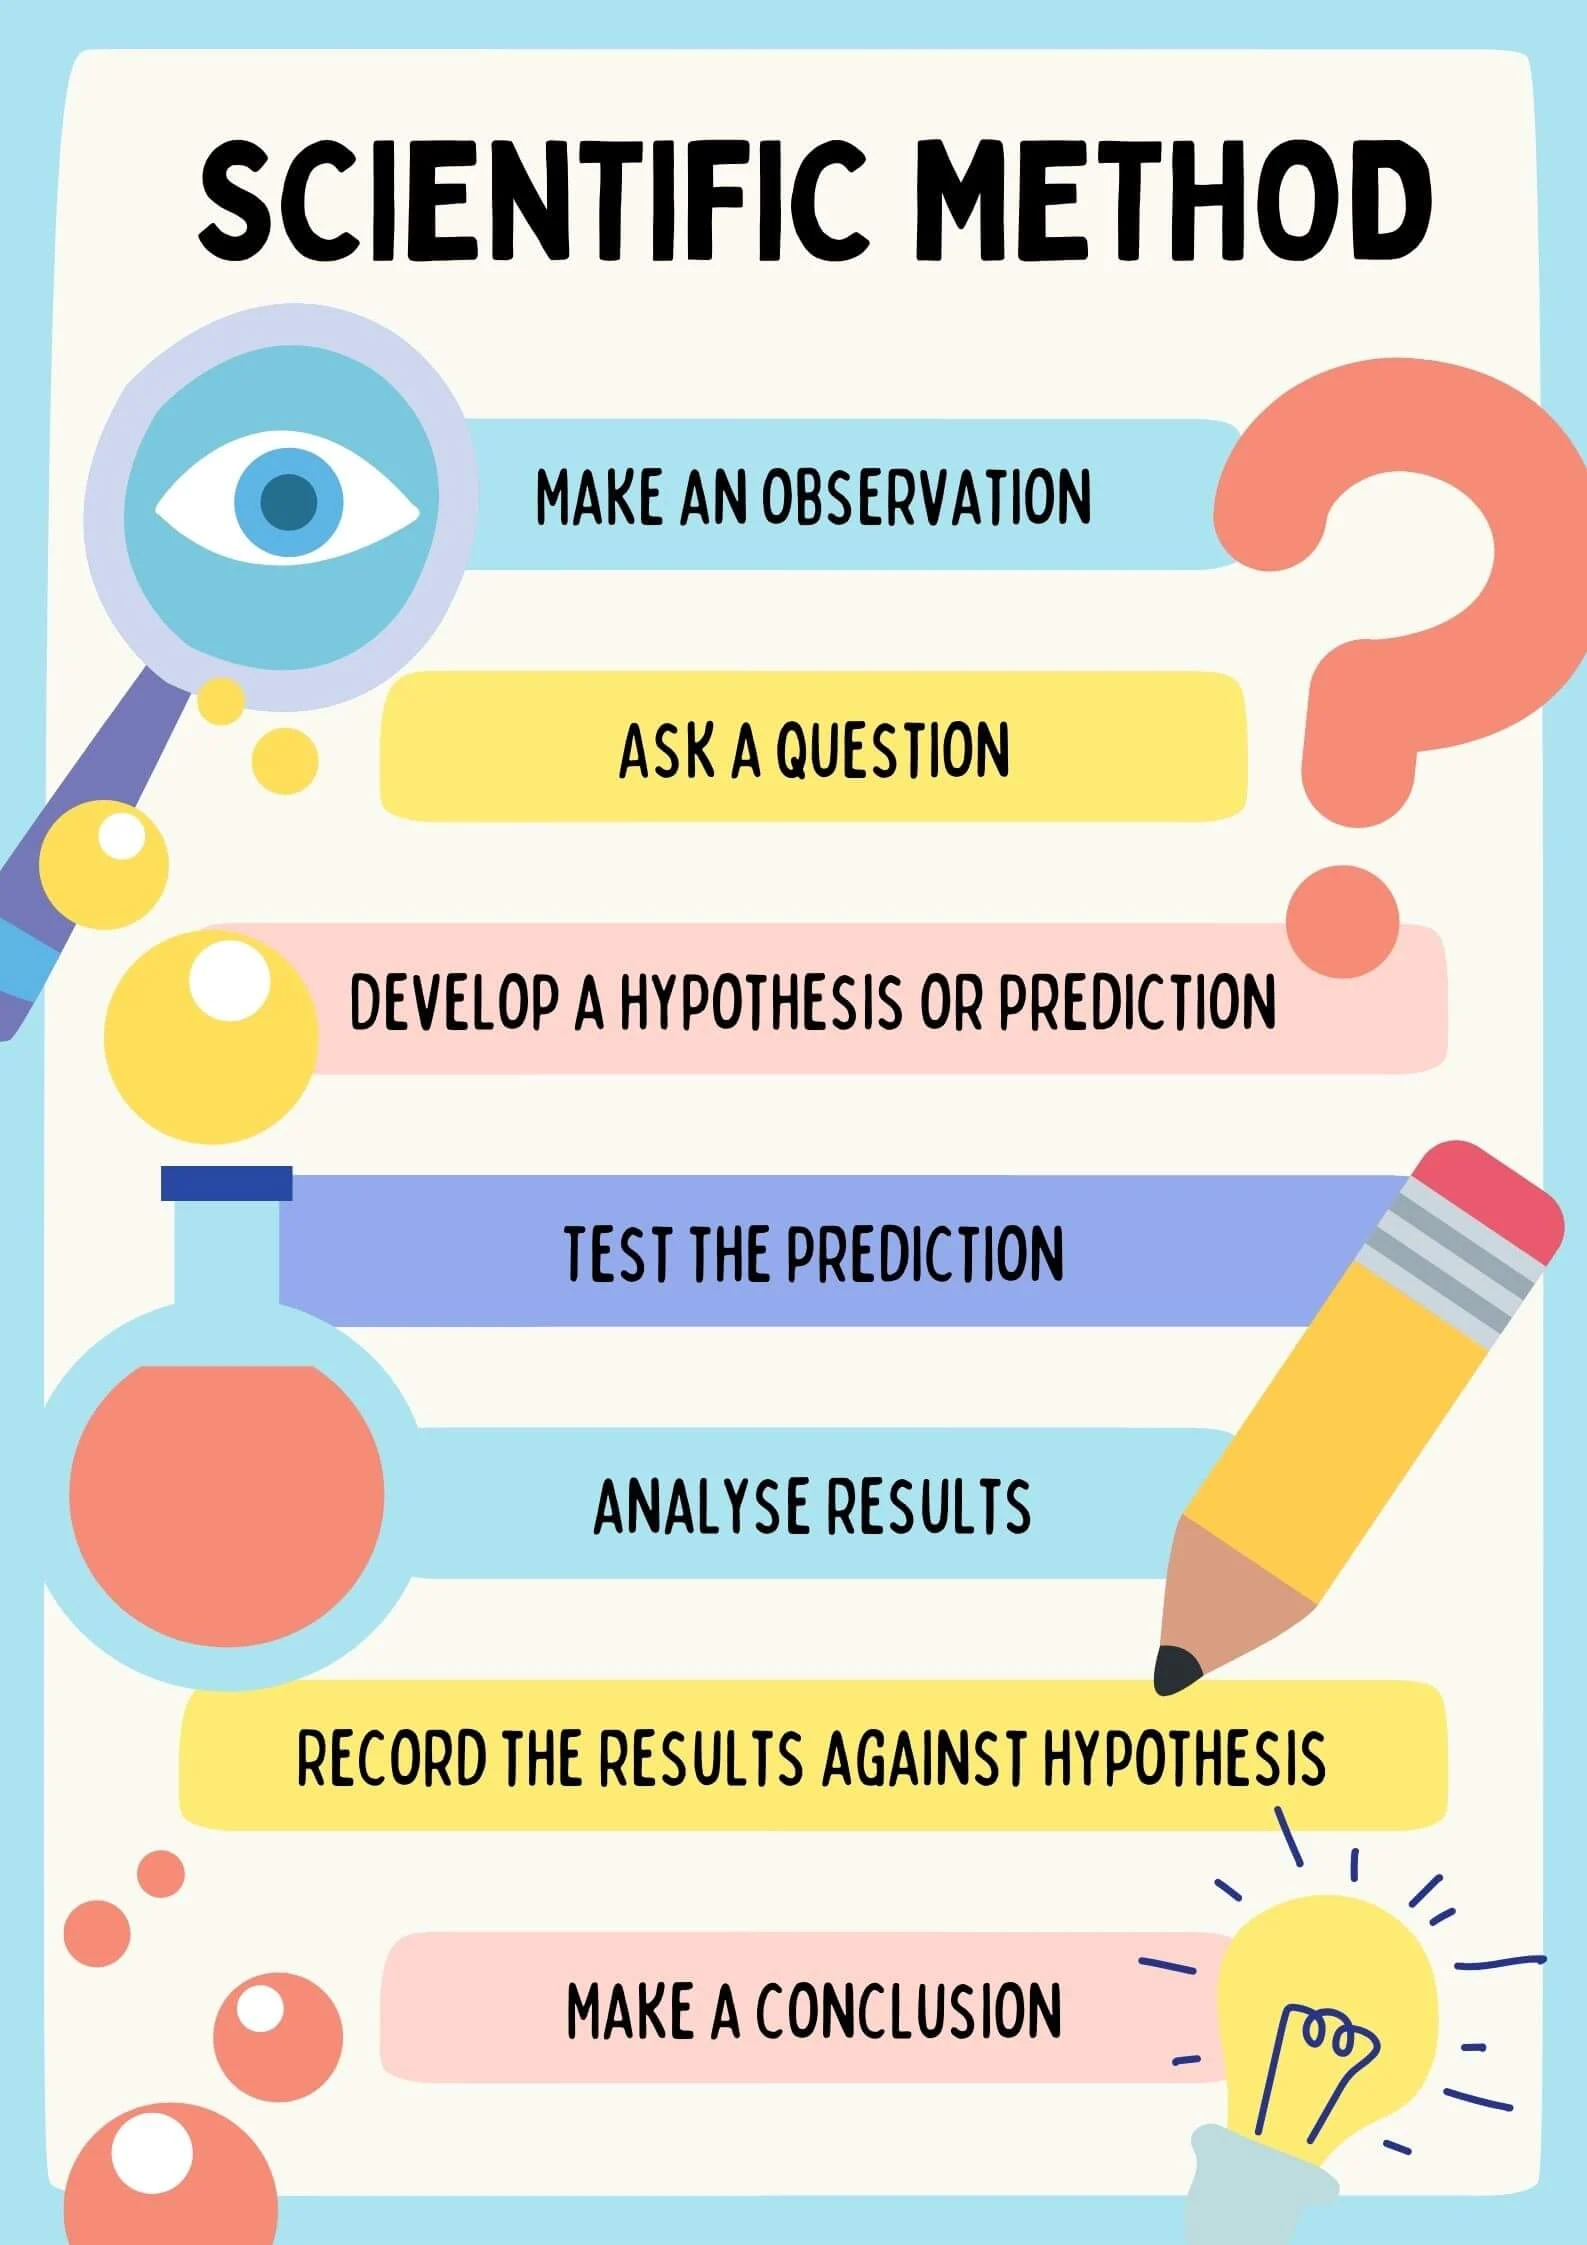 SCIENTIFIC METHOD
MAKE AN OBSERVATION
ASK A QUESTION
DEVELOP A HYPOTHESIS OR PREDICTION
TEST THE PREDICTION
ANALYSE RESULTS
RECORD THE RESULTS AGAINST HYPOTHESIS
MAKE A CONCLUSION